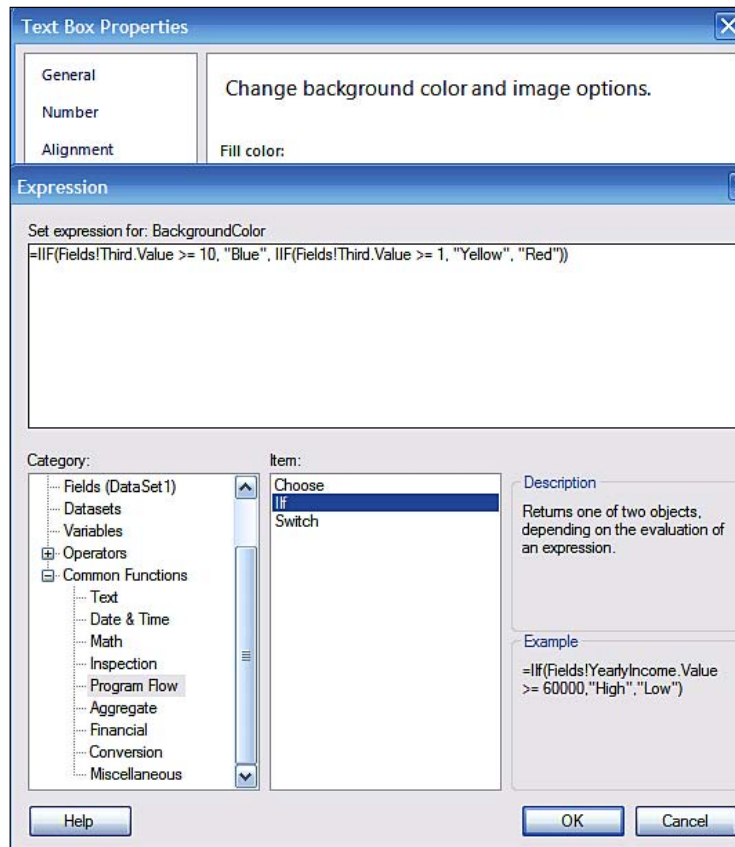 Text Box Properties
General
Number
Alignment
Change background color and image options.
Fill color:
Expression
Set expression for: BackgroundColor
=IIF(Fields!Third.Value >= 10, "Blue", IIF(Fields!Third.Value >= 1, "Yellow", "Red"))
Category:
Fields (DataSet1)
Datasets
Variables
Operators
Common Functions
Text
Date & Time
Math
Inspection
Program Flow
Aggregate
Financial
Conversion
Miscellaneous
Item:
Choose
IIf
Switch
Description
Returns one of two objects,
depending on the evaluation of
an expression.
Example
=IIf(Fields!YearlyIncome.Value
>= 60000,"High","Low")
Help
OK
Cancel